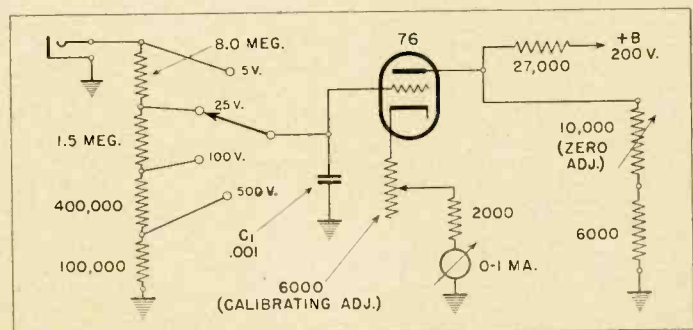 8.0 MEG.
5 V.
25 V.
1.5 MEG.
100 V.
400,000
500 V.
100,000
C1
.001
76
6000
(CALIBRATING ADJ.)
2000
0-1 MA.
27,000
+B
200 V.
10,000
(ZERO
ADJ.)
6000